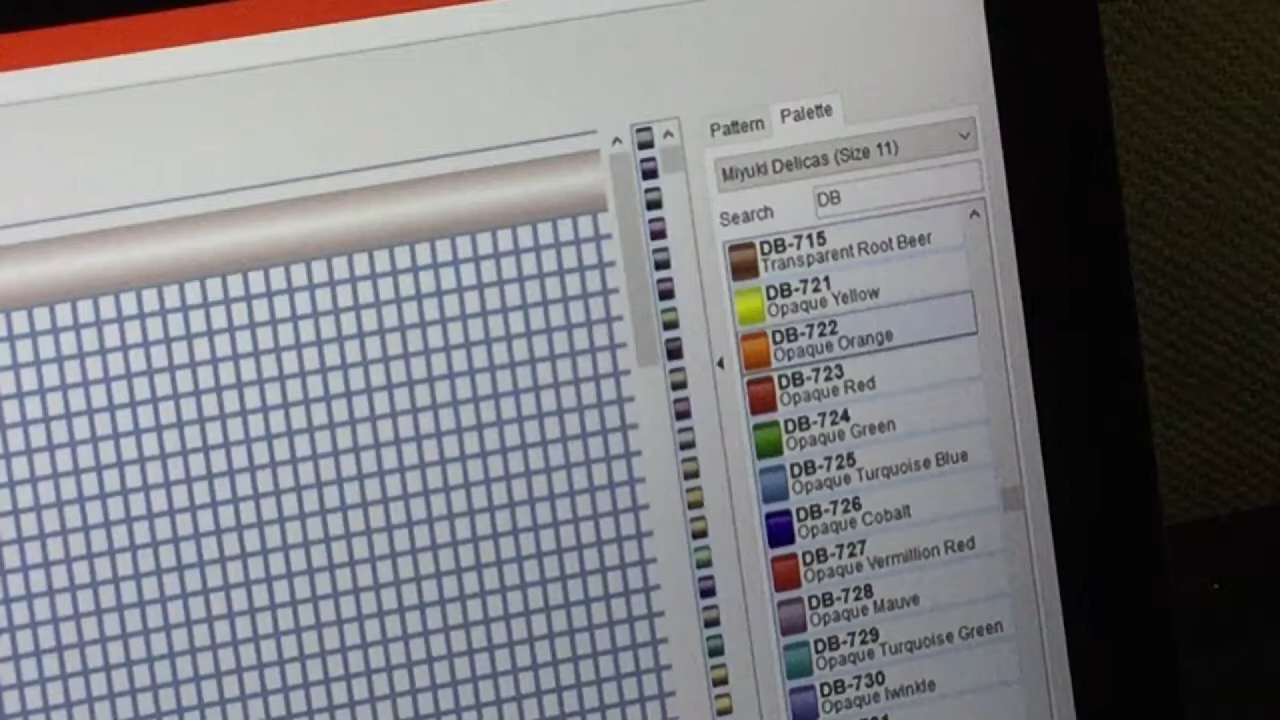 Pattern Palette
Miyuki Delicas (Size 11)
Search DB
DB-715
Transparent Root Beer
DB-721
Opaque Yellow
DB-722
Opaque Orange
DB-723
Opaque Red
DB-724
Opaque Green
DB-725
Opaque Turquoise Blue
DB-726
Opaque Cobalt
DB-727
Opaque Vermillion Red
DB-728
Opaque Mauve
DB-729
Opaque Turquoise Green
DB-730
Opaque Iwinkle